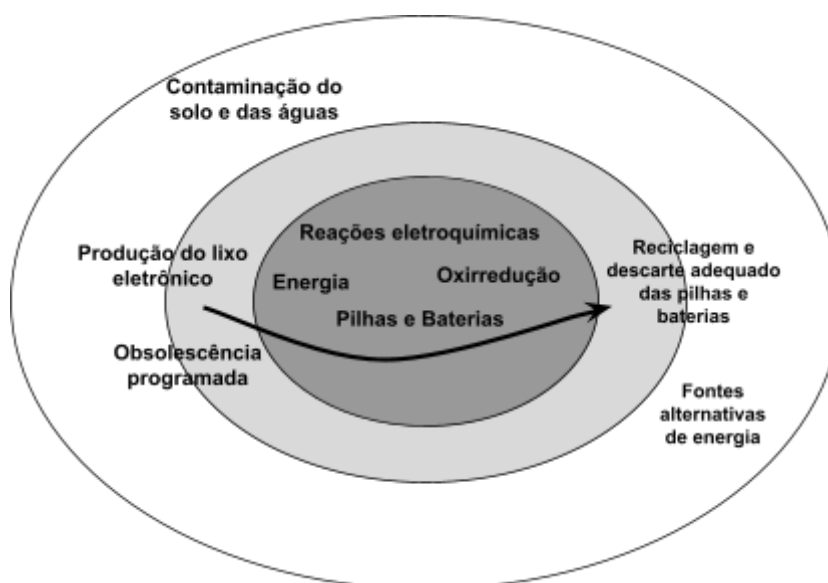 Contaminação do
solo e das águas
Reações eletroquímicas
Produção do lixo
eletrônico
Energia
Oxirredução
Pilhas e Baterias
Obsolescência
programada
Reciclagem e
descarte adequado
das pilhas e
baterias
Fontes
alternativas
de energia